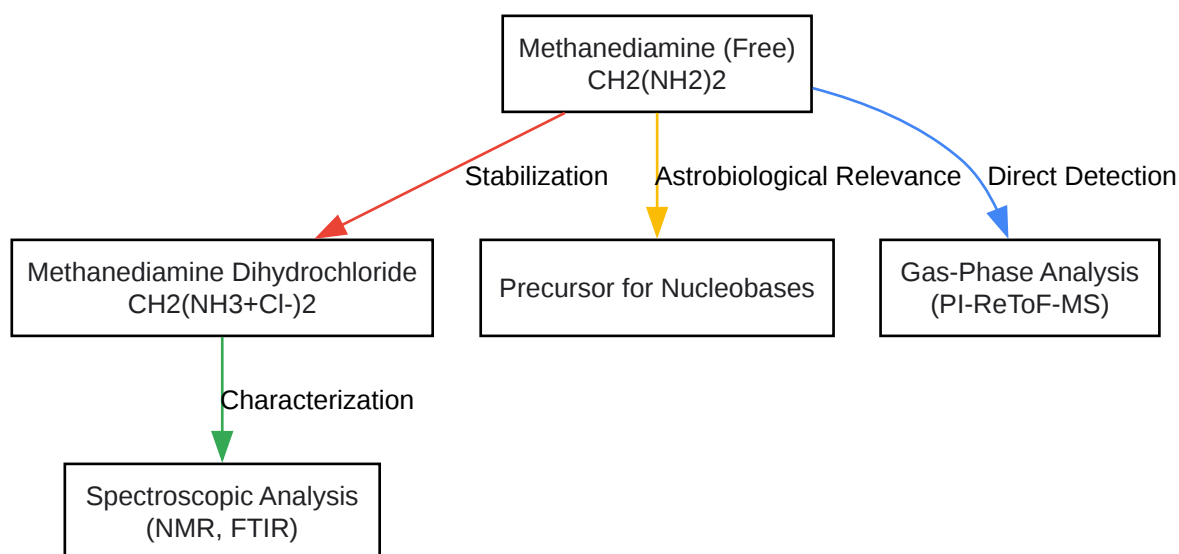 Methanediamine (Free)
CH2(NH2)2
Stabilization
Astrobiological Relevance
Direct Detection
Methanediamine Dihydrochloride
CH2(NH3+Cl-)2
Precursor for Nucleobases
Gas-Phase Analysis
(PI-ReToF-MS)
Characterization
Spectroscopic Analysis
(NMR, FTIR)